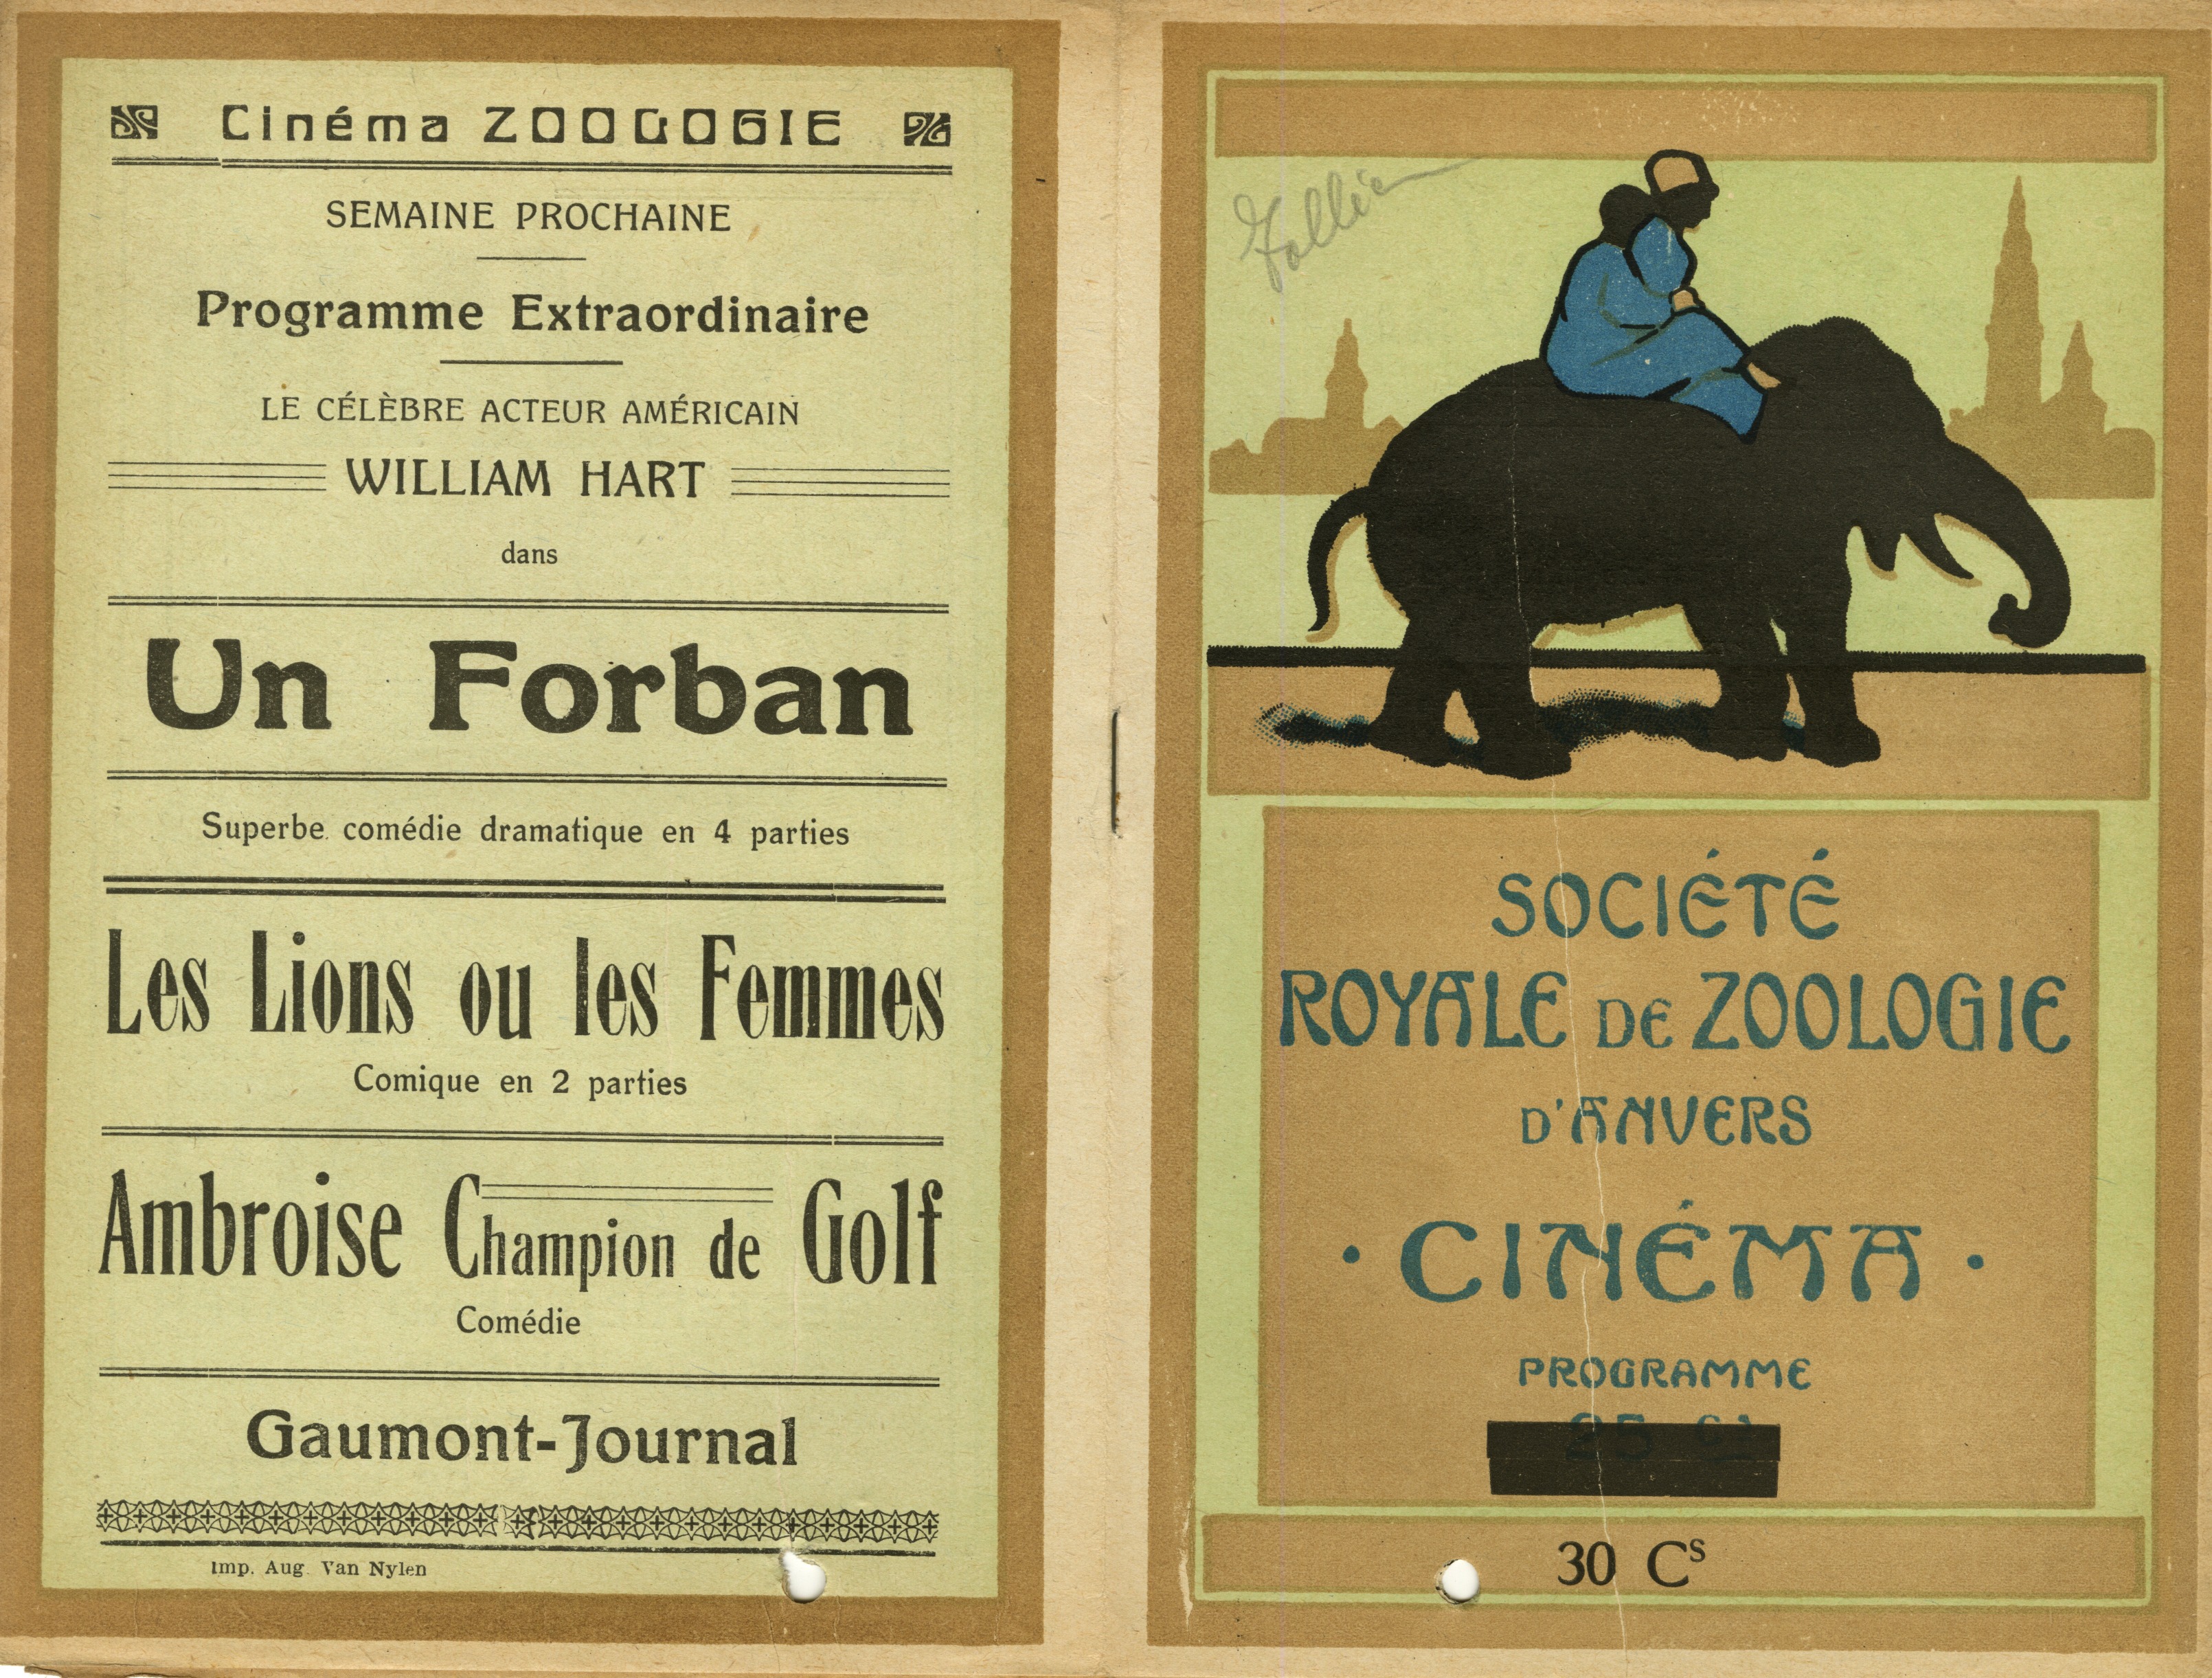 Cinéma ZOOLOGIE
SEMAINE PROCHAINE
Programme Extraordinaire
LE CÉLÈBRE ACTEUR AMÉRICAIN
WILLIAM HART
dans
Un Forban
Superbe comédie dramatique en 4 parties
Les Lions ou les Femmes
Comique en 2 parties
Ambroise Champion de Golf
Comédie
Gaumont-Journal
Imp. Aug. Van Nylen
SOCIÉTÉ
ROYALE DE ZOOLOGIE
D'ANVERS
· CINÉMA ·
PROGRAMME
30 Cs